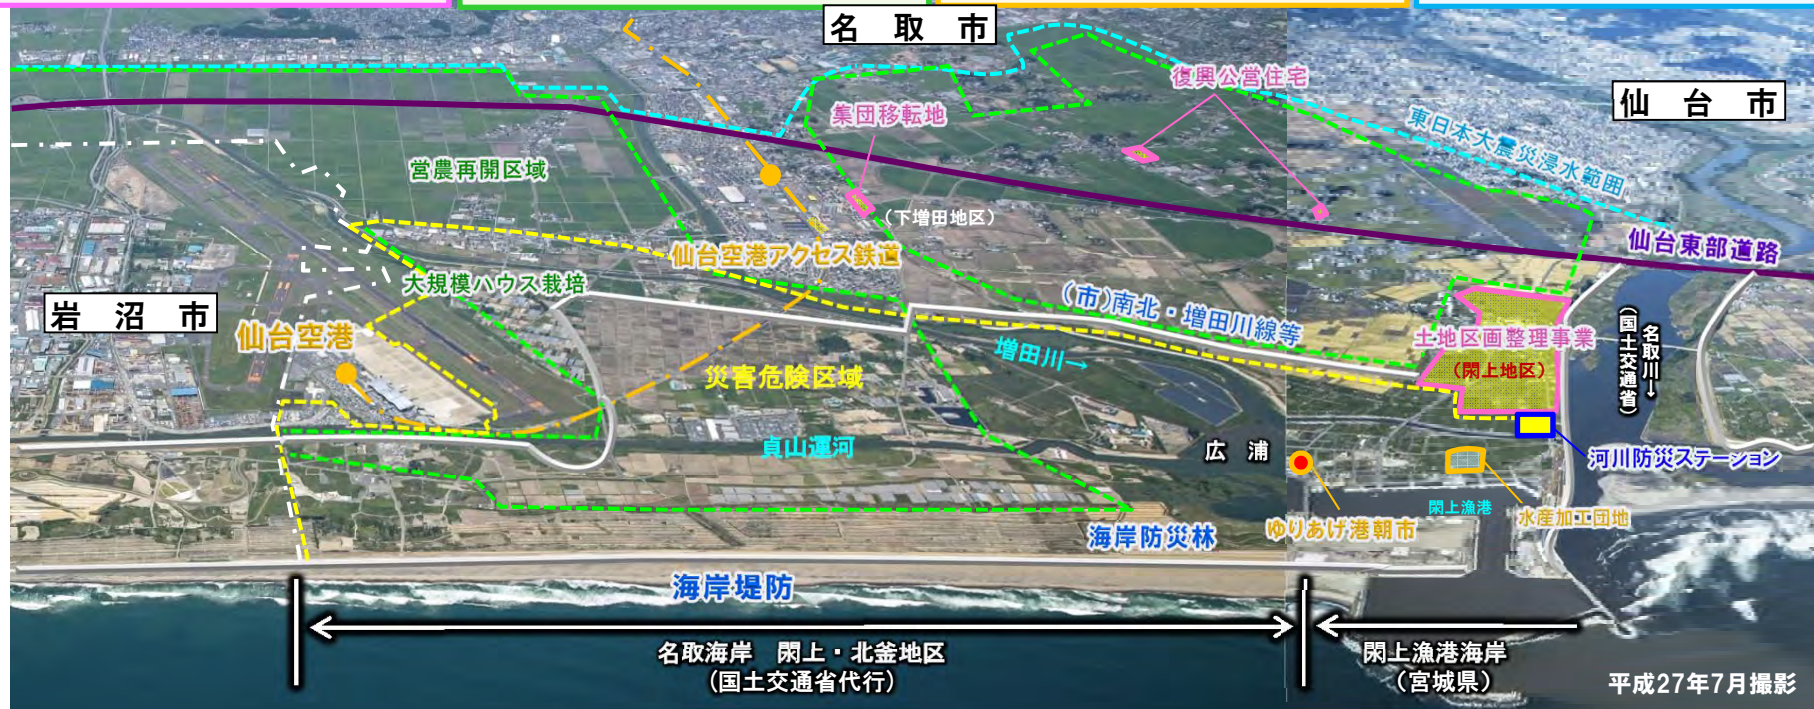 名 取 市
復興公営住宅
仙 台 市
集団移転地
東日本大震災浸水範囲
営農再開区域
(下増田地区)
仙台東部道路
仙台空港アクセス鉄道
大規模ハウス栽培
岩 沼 市
(市)南北・増田川線等
仙台空港
土地区画整理事業
(閖上地区)
名取川→
(国土交通省)
増田川→
災害危険区域
貞山運河
広 浦
河川防災ステーション
閖上漁港
水産加工団地
ゆりあげ港朝市
海岸防災林
海岸堤防
名取海岸 閖上・北釜地区
(国土交通省代行)
閖上漁港海岸
(宮城県)
平成27年7月撮影